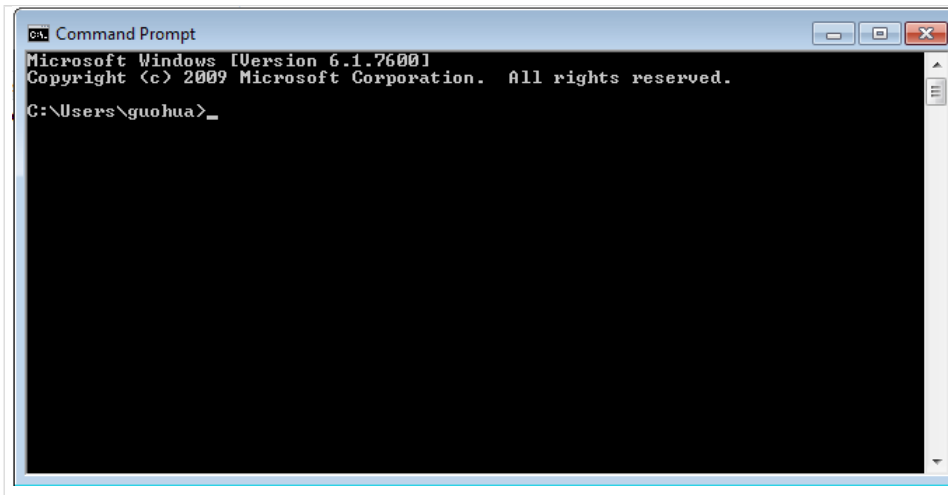 Command Prompt
Microsoft Windows [Version 6.1.7600]
Copyright (c) 2009 Microsoft Corporation.  All rights reserved.
C:\Users\guohua>_